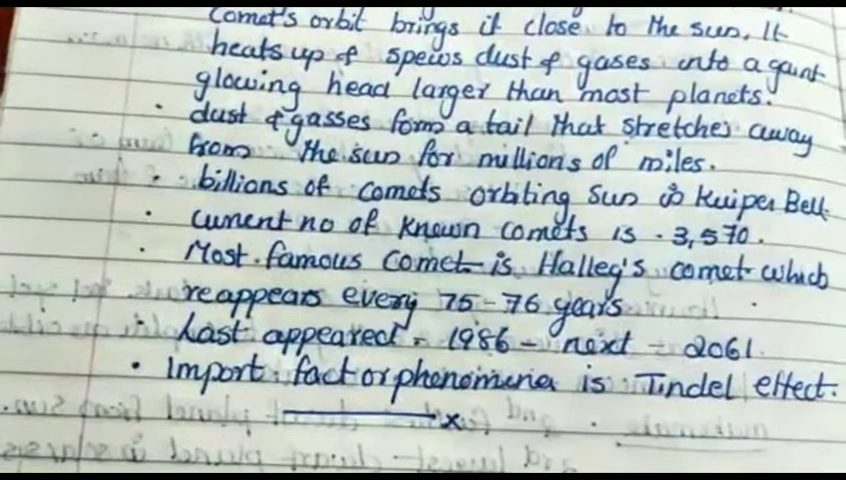 Comet's orbit brings it close to the sun. It
heats up & spews dust & gases into a gaint
glowing head larger than most planets.
• dust & gasses form a tail that stretches away
from the sun for millions of miles.
• billions of comets orbiting Sun in Kuiper Belt.
• current no of known comets is . 3,570.
• Most famous comet is Halley's comet which
reappears every 75-76 years
• Last appeared - 1986 - next - 2061
• Import fact or phenomena is Tindel effect.
x